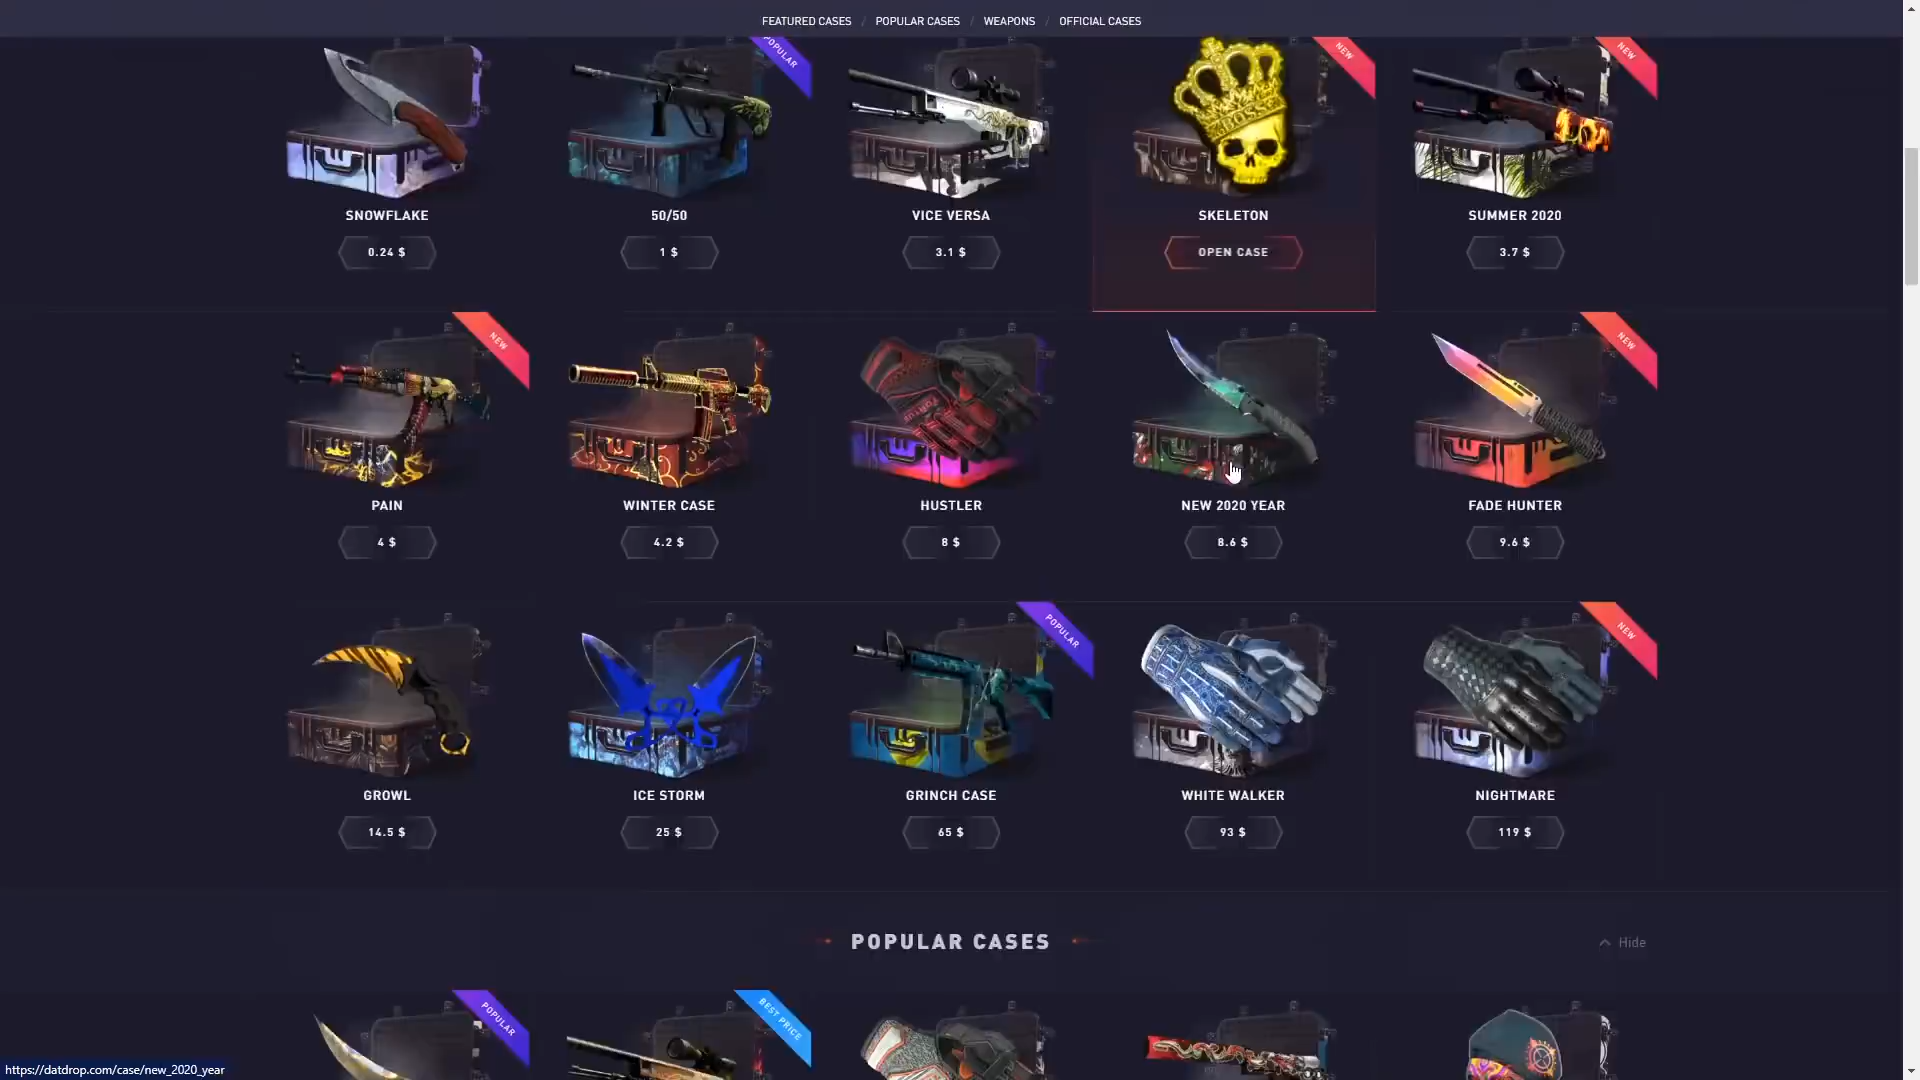 FEATURED CASES / POPULAR CASES / WEAPONS / OFFICIAL CASES
POPULAR
NEW
NEW
SNOWFLAKE
50/50
VICE VERSA
SKELETON
SUMMER 2020
0.24 $
1 $
3.1 $
OPEN CASE
3.7 $
NEW
NEW
PAIN
WINTER CASE
HUSTLER
NEW 2020 YEAR
FADE HUNTER
4 $
4.2 $
8 $
8.6 $
9.6 $
POPULAR
NEW
GROWL
ICE STORM
GRINCH CASE
WHITE WALKER
NIGHTMARE
14.5 $
25 $
65 $
93 $
119 $
POPULAR CASES
Hide
POPULAR
BEST PRICE
https://datdrop.com/case/new_2020_year